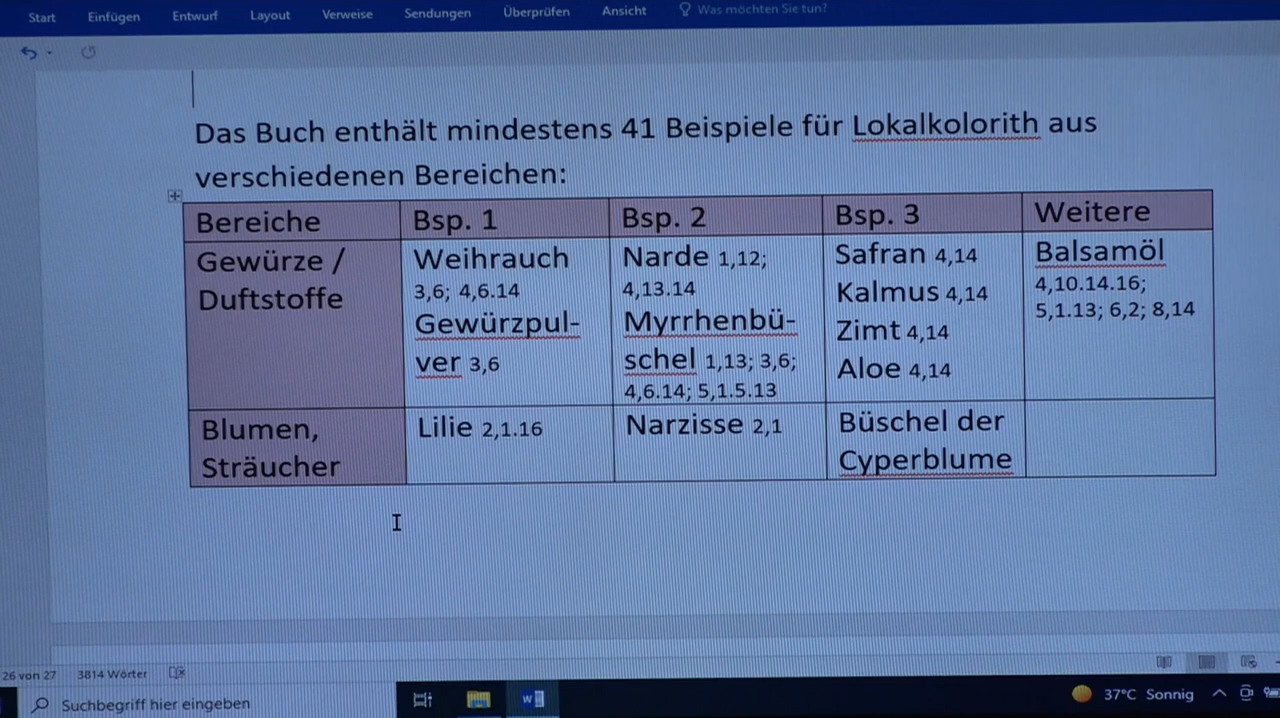 Start Einfügen Entwurf Layout Verweise Sendungen Überprüfen Ansicht Was möchten Sie tun?
Das Buch enthält mindestens 41 Beispiele für Lokalkolorith aus
verschiedenen Bereichen:
Bereiche Bsp. 1 Bsp. 2 Bsp. 3 Weitere
Gewürze /
Duftstoffe
Weihrauch
3,6; 4,6.14
Gewürzpul-
ver 3,6
Narde 1,12;
4,13.14
Myrrhenbü-
schel 1,13; 3,6;
4,6.14; 5,1.5.13
Safran 4,14
Kalmus 4,14
Zimt 4,14
Aloe 4,14
Balsamöl
4,10.14.16;
5,1.13; 6,2; 8,14
Blumen,
Sträucher
Lilie 2,1.16
Narzisse 2,1
Büschel der
Cyperblume
26 von 27 3814 Wörter
Suchbegriff hier eingeben
W
37°C Sonnig